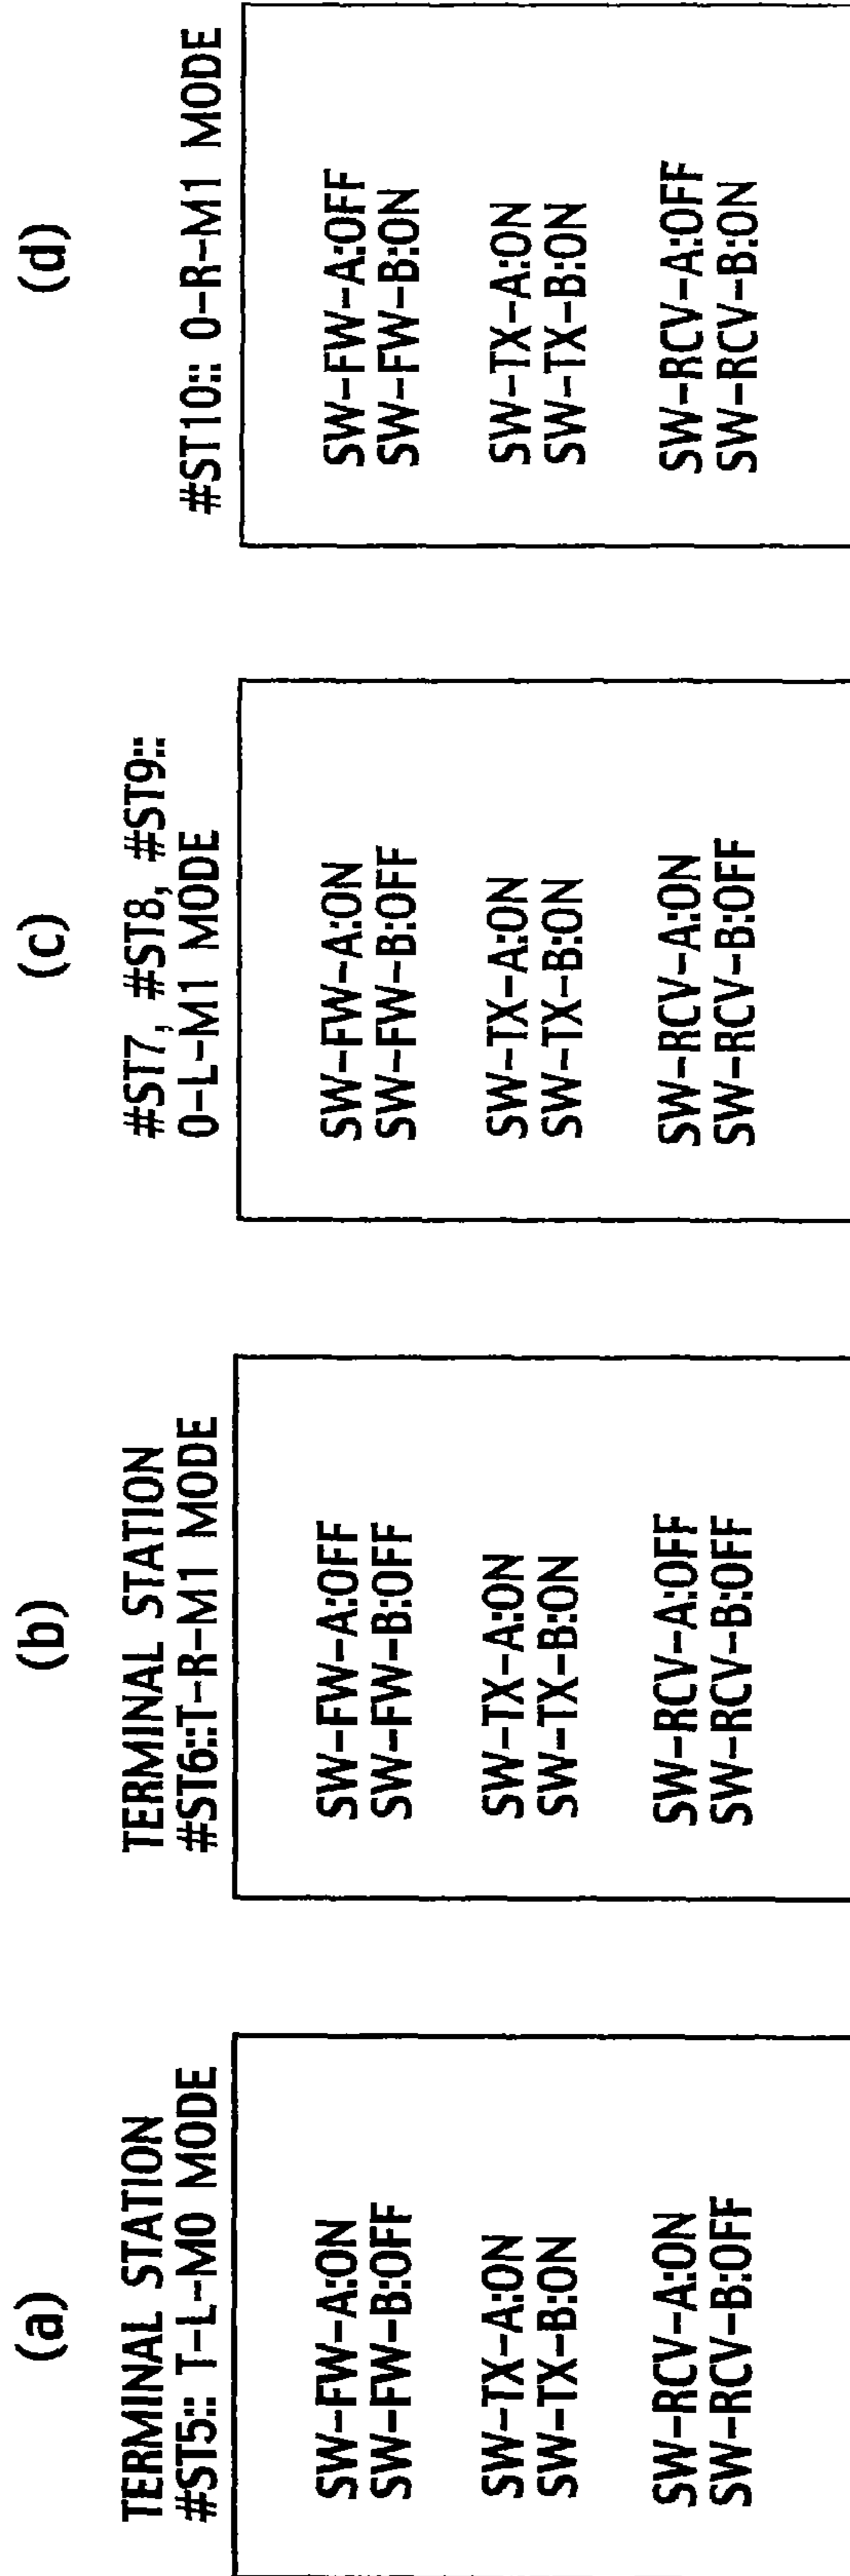 (a)
TERMINAL STATION
#ST5:: T-L-M0 MODE
SW-FW-A:ON
SW-FW-B:OFF
SW-TX-A:ON
SW-TX-B:ON
SW-RCV-A:ON
SW-RCV-B:OFF
(b)
TERMINAL STATION
#ST6::T-R-M1 MODE
SW-FW-A:OFF
SW-FW-B:OFF
SW-TX-A:ON
SW-TX-B:ON
SW-RCV-A:OFF
SW-RCV-B:OFF
(c)
#ST7, #ST8, #ST9::
O-L-M1 MODE
SW-FW-A:ON
SW-FW-B:OFF
SW-TX-A:ON
SW-TX-B:ON
SW-RCV-A:ON
SW-RCV-B:OFF
(d)
#ST10:: O-R-M1 MODE
SW-FW-A:OFF
SW-FW-B:ON
SW-TX-A:ON
SW-TX-B:ON
SW-RCV-A:OFF
SW-RCV-B:ON